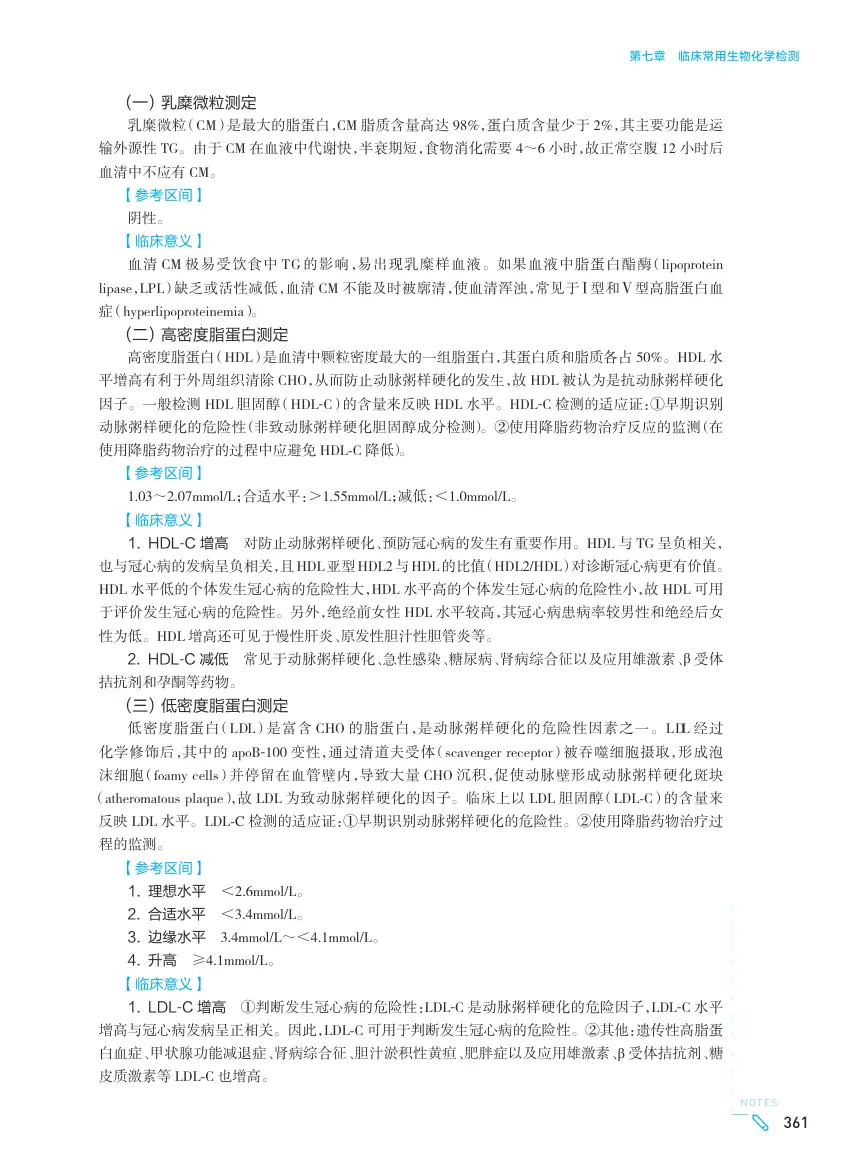 第七章 临床常用生物化学检测
（一）乳糜微粒测定
乳糜微粒（CM）是最大的脂蛋白，CM 脂质含量高达 98%，蛋白质含量少于 2%，其主要功能是运
输外源性 TG。由于 CM 在血液中代谢快，半衰期短，食物消化需要 4～6 小时，故正常空腹 12 小时后
血清中不应有 CM。
【参考区间】
阴性。
【临床意义】
血清 CM 极易受饮食中 TG 的影响，易出现乳糜样血液。如果血液中脂蛋白酯酶（lipoprotein
lipase，LPL）缺乏或活性减低，血清 CM 不能及时被廓清，使血清浑浊，常见于Ⅰ型和Ⅴ型高脂蛋白血
症（hyperlipoproteinemia）。
（二）高密度脂蛋白测定
高密度脂蛋白（HDL）是血清中颗粒密度最大的一组脂蛋白，其蛋白质和脂质各占 50%。HDL 水
平增高有利于外周组织清除 CHO，从而防止动脉粥样硬化的发生，故 HDL 被认为是抗动脉粥样硬化
因子。一般检测 HDL 胆固醇（HDL-C）的含量来反映 HDL 水平。HDL-C 检测的适应证：①早期识别
动脉粥样硬化的危险性（非致动脉粥样硬化胆固醇成分检测）。②使用降脂药物治疗反应的监测（在
使用降脂药物治疗的过程中应避免 HDL-C 降低）。
【参考区间】
1.03～2.07mmol/L；合适水平：＞1.55mmol/L；减低：＜1.0mmol/L。
【临床意义】
1. HDL-C 增高 对防止动脉粥样硬化、预防冠心病的发生有重要作用。HDL 与 TG 呈负相关，
也与冠心病的发病呈负相关，且 HDL 亚型 HDL2 与 HDL 的比值（HDL2/HDL）对诊断冠心病更有价值。
HDL 水平低的个体发生冠心病的危险性大，HDL 水平高的个体发生冠心病的危险性小，故 HDL 可用
于评价发生冠心病的危险性。另外，绝经前女性 HDL 水平较高，其冠心病患病率较男性和绝经后女
性为低。HDL 增高还可见于慢性肝炎、原发性胆汁性胆管炎等。
2. HDL-C 减低 常见于动脉粥样硬化、急性感染、糖尿病、肾病综合征以及应用雄激素、β 受体
拮抗剂和孕酮等药物。
（三）低密度脂蛋白测定
低密度脂蛋白（LDL）是富含 CHO 的脂蛋白，是动脉粥样硬化的危险性因素之一。LDL 经过
化学修饰后，其中的 apoB-100 变性，通过清道夫受体（scavenger receptor）被吞噬细胞摄取，形成泡
沫细胞（foamy cells）并停留在血管壁内，导致大量 CHO 沉积，促使动脉壁形成动脉粥样硬化斑块
（atheromatous plaque），故 LDL 为致动脉粥样硬化的因子。临床上以 LDL 胆固醇（LDL-C）的含量来
反映 LDL 水平。LDL-C 检测的适应证：①早期识别动脉粥样硬化的危险性。②使用降脂药物治疗过
程的监测。
【参考区间】
1. 理想水平 ＜2.6mmol/L。
2. 合适水平 ＜3.4mmol/L。
3. 边缘水平 3.4mmol/L～＜4.1mmol/L。
4. 升高 ≥4.1mmol/L。
【临床意义】
1. LDL-C 增高 ①判断发生冠心病的危险性：LDL-C 是动脉粥样硬化的危险因子，LDL-C 水平
增高与冠心病发病呈正相关。因此，LDL-C 可用于判断发生冠心病的危险性。②其他：遗传性高脂蛋
白血症、甲状腺功能减退症、肾病综合征、胆汁淤积性黄疸、肥胖症以及应用雄激素、β 受体拮抗剂、糖
皮质激素等 LDL-C 也增高。
NOTES
361